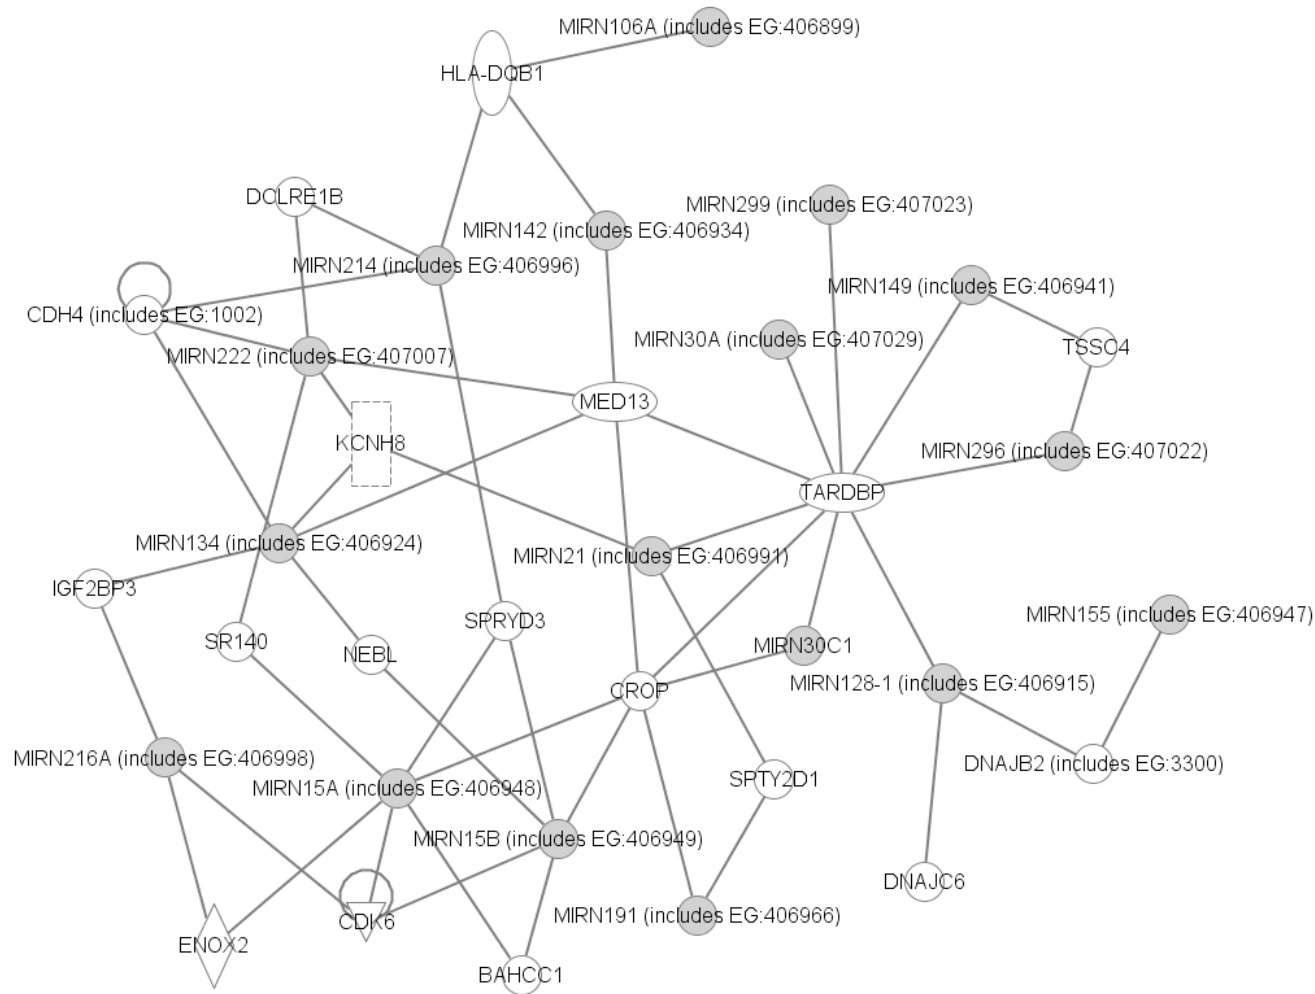 MIRN106A (includes EG:406899)
HLA-DQB1
DCLRE1B
MIRN299 (includes EG:407023)
MIRN142 (includes EG:406934)
MIRN214 (includes EG:406996)
MIRN149 (includes EG:406941)
CDH4 (includes EG:1002)
MIRN30A (includes EG:407029)
TSSC4
MIRN222 (includes EG:407007)
MED13
KCNH8
MIRN296 (includes EG:407022)
TARDBP
MIRN134 (includes EG:406924)
MIRN21 (includes EG:406991)
IGF2BP3
MIRN155 (includes EG:406947)
SPRYD3
SR140
NEBL
MIRN30C1
MIRN128-1 (includes EG:406915)
CROP
MIRN216A (includes EG:406998)
DNAJB2 (includes EG:3300)
SPTY2D1
MIRN15A (includes EG:406948)
MIRN15B (includes EG:406949)
DNAJC6
MIRN191 (includes EG:406966)
CDK6
ENOX2
BAHCC1